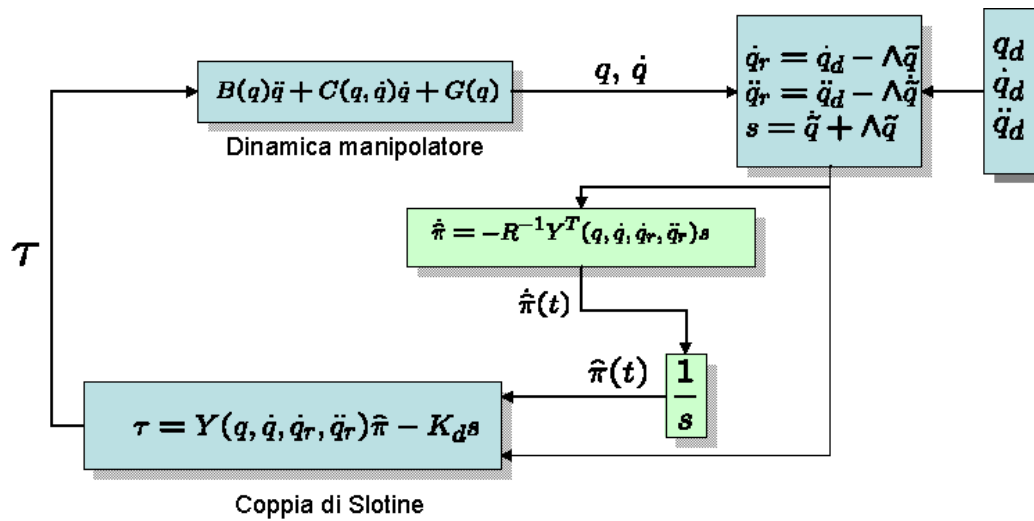 B(q)q̈ + C(q, q̇)q̇ + G(q)
Dinamica manipolatore
q, q̇
q̇_r = q̇_d − Λq̃
q̈_r = q̈_d − Λq̃̇
s = q̃̇ + Λq̃
q_d
q̇_d
q̈_d
τ
π̂̇ = −R⁻¹Y^T(q, q̇, q̇_r, q̈_r)s
π̂̇(t)
π̂(t)
1
s
τ = Y(q, q̇, q̇_r, q̈_r)π̂ − K_d s
Coppia di Slotine